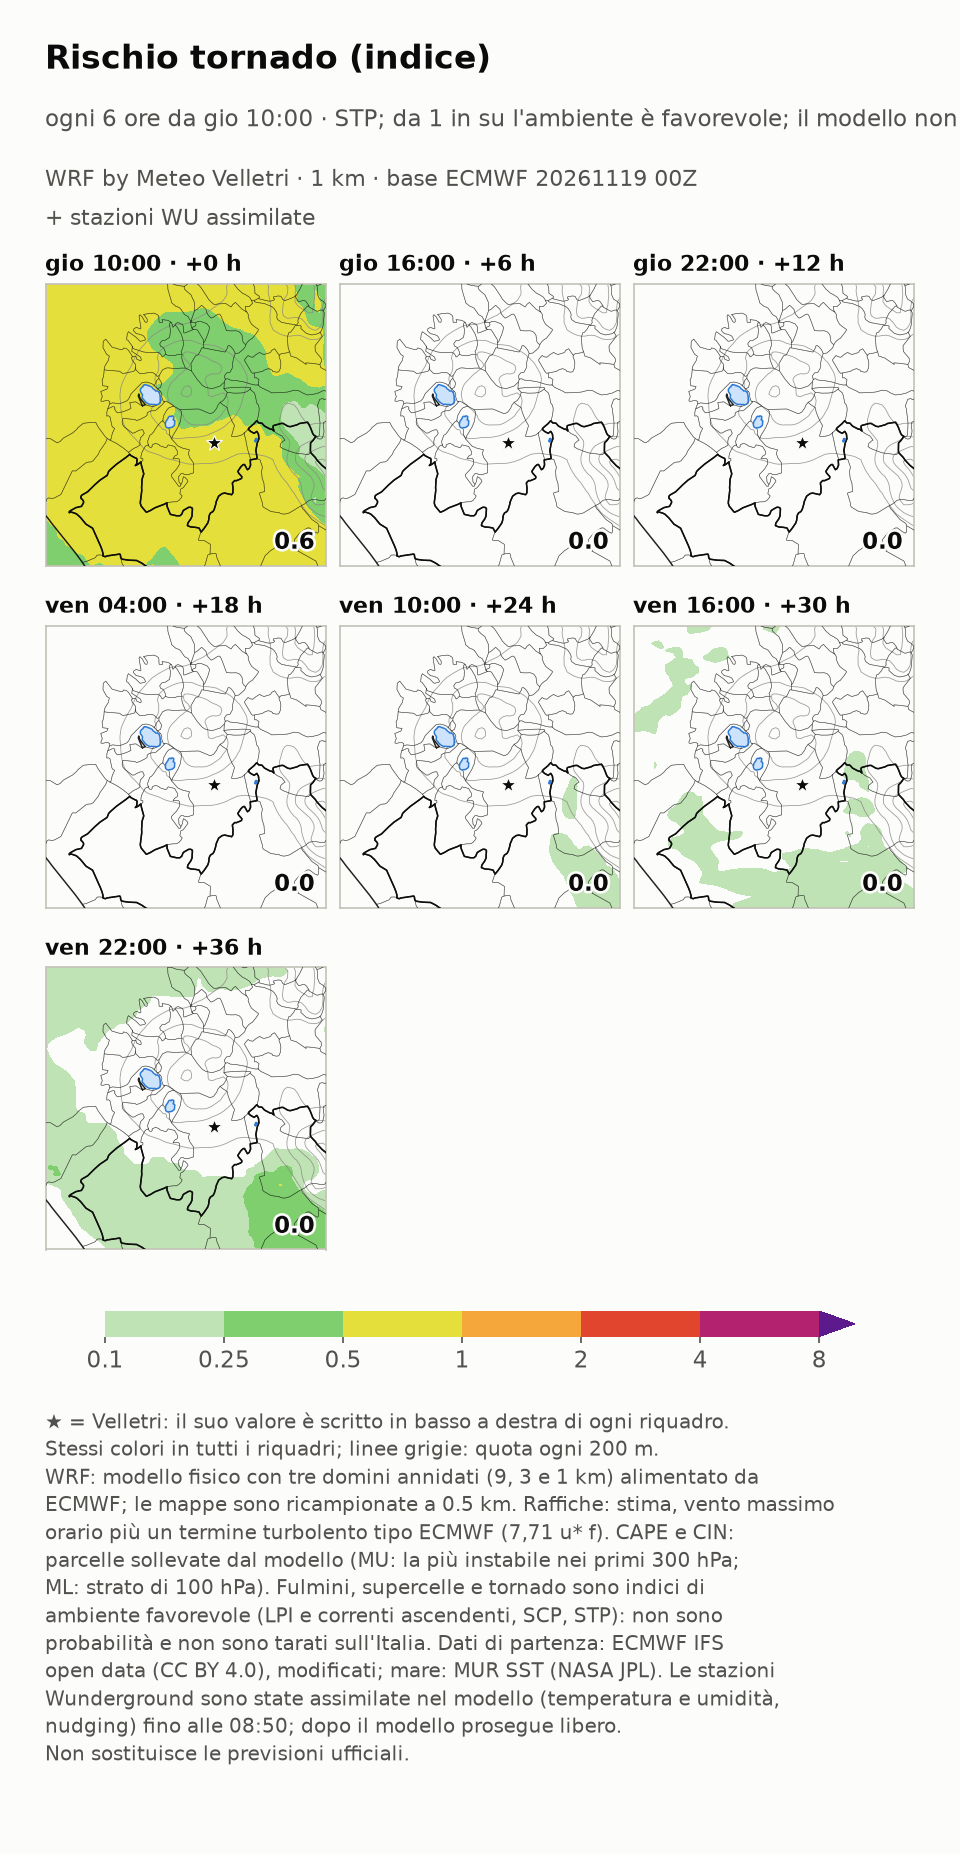 Rischio tornado (indice)
ogni 6 ore da gio 10:00 · STP; da 1 in su l'ambiente è favorevole; il modello non
WRF by Meteo Velletri · 1 km · base ECMWF 20261119 00Z
+ stazioni WU assimilate
gio 10:00 · +0 h
gio 16:00 · +6 h
gio 22:00 · +12 h
0.6
0.0
0.0
ven 04:00 · +18 h
ven 10:00 · +24 h
ven 16:00 · +30 h
0.0
0.0
0.0
ven 22:00 · +36 h
0.0
0.1 0.25 0.5 1 2 4 8
★ = Velletri: il suo valore è scritto in basso a destra di ogni riquadro.
Stessi colori in tutti i riquadri; linee grigie: quota ogni 200 m.
WRF: modello fisico con tre domini annidati (9, 3 e 1 km) alimentato da
ECMWF; le mappe sono ricampionate a 0.5 km. Raffiche: stima, vento massimo
orario più un termine turbolento tipo ECMWF (7,71 u* f). CAPE e CIN:
parcelle sollevate dal modello (MU: la più instabile nei primi 300 hPa;
ML: strato di 100 hPa). Fulmini, supercelle e tornado sono indici di
ambiente favorevole (LPI e correnti ascendenti, SCP, STP): non sono
probabilità e non sono tarati sull'Italia. Dati di partenza: ECMWF IFS
open data (CC BY 4.0), modificati; mare: MUR SST (NASA JPL). Le stazioni
Wunderground sono state assimilate nel modello (temperatura e umidità,
nudging) fino alle 08:50; dopo il modello prosegue libero.
Non sostituisce le previsioni ufficiali.